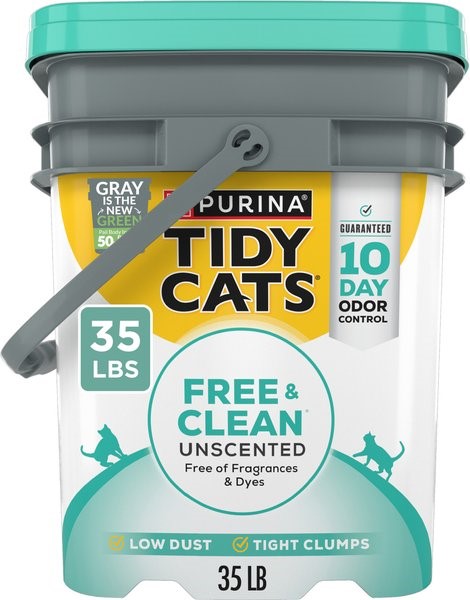 GRAY
IS THE
NEW
GREEN
50
PURINA
TIDY
CATS®
GUARANTEED
10
DAY
ODOR
CONTROL
35
LBS
FREE &
CLEAN
UNSCENTED
Free of Fragrances
& Dyes
LOW DUST TIGHT CLUMPS
35 LB